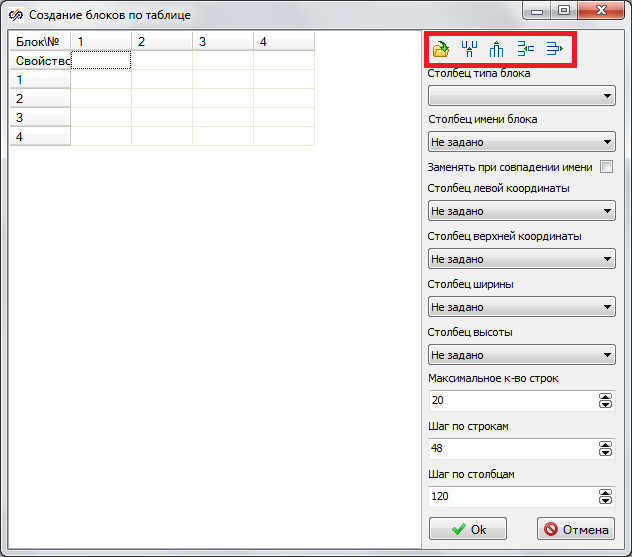 Создание блоков по таблице
Блок\№ 1 2 3 4
Свойство
1
2
3
4
Столбец типа блока
Столбец имени блока
Не задано
Заменять при совпадении имени
Столбец левой координаты
Не задано
Столбец верхней координаты
Не задано
Столбец ширины
Не задано
Столбец высоты
Не задано
Максимальное к-во строк
20
Шаг по строкам
48
Шаг по столбцам
120
Ok Отмена